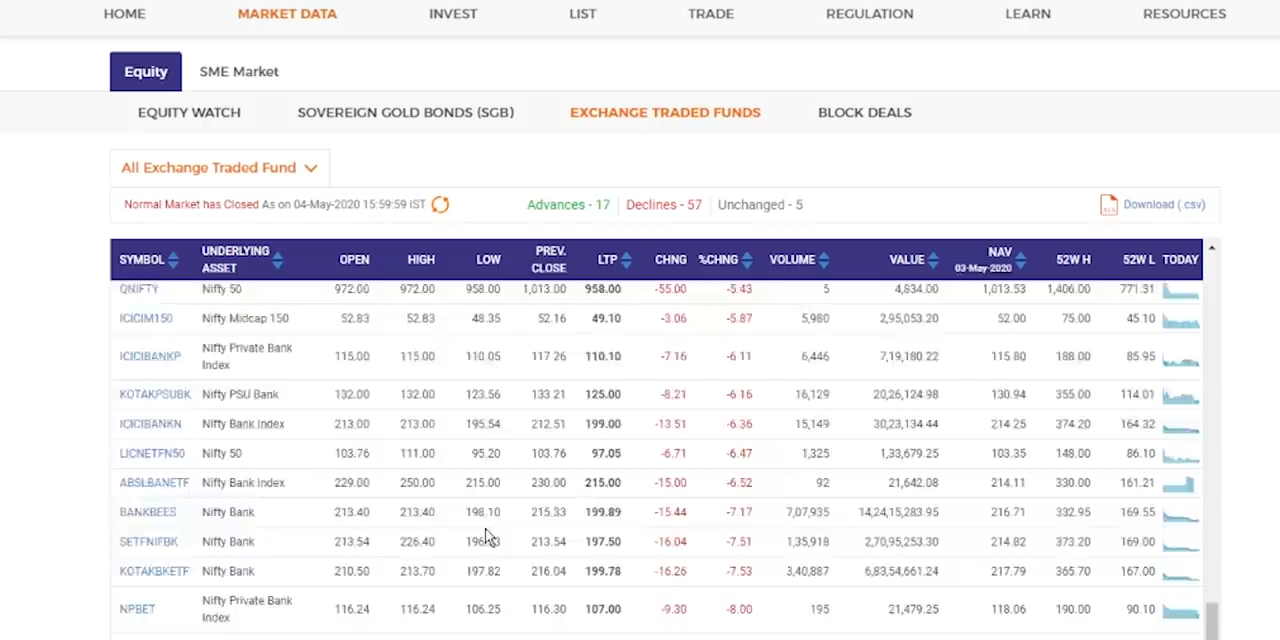 HOME MARKET DATA INVEST LIST TRADE REGULATION LEARN RESOURCES
Equity SME Market
EQUITY WATCH SOVEREIGN GOLD BONDS (SGB) EXCHANGE TRADED FUNDS BLOCK DEALS
All Exchange Traded Fund
Normal Market has Closed As on 04-May-2020 15:59:59 IST Advances - 17 Declines - 57 Unchanged - 5 Download (.csv)
SYMBOL UNDERLYING ASSET OPEN HIGH LOW PREV. CLOSE LTP CHNG %CHNG VOLUME VALUE NAV 03-May-2020 52W H 52W L TODAY
QNIFTY Nifty 50 972.00 972.00 958.00 1,013.00 958.00 -55.00 -5.43 5 4,834.00 1,013.53 1,406.00 771.31
ICICIM150 Nifty Midcap 150 52.83 52.83 48.35 52.16 49.10 -3.06 -5.87 5,980 2,95,053.20 52.00 75.00 45.10
ICICIBANKP Nifty Private Bank Index 115.00 115.00 110.05 117.26 110.10 -7.16 -6.11 6,446 7,19,180.22 115.80 188.00 85.95
KOTAKPSUBK Nifty PSU Bank 132.00 132.00 123.56 133.21 125.00 -8.21 -6.16 16,129 20,26,124.98 130.94 355.00 114.01
ICICIBANKN Nifty Bank Index 213.00 213.00 195.54 212.51 199.00 -13.51 -6.36 15,149 30,23,134.44 214.25 374.20 164.32
LICNETFN50 Nifty 50 103.76 111.00 95.20 103.76 97.05 -6.71 -6.47 1,325 1,33,679.25 103.35 148.00 86.10
ABSLBANETF Nifty Bank Index 229.00 250.00 215.00 230.00 215.00 -15.00 -6.52 92 21,642.08 214.11 330.00 161.21
BANKBEES Nifty Bank 213.40 213.40 198.10 215.33 199.89 -15.44 -7.17 7,07,935 14,24,15,283.95 216.71 332.95 169.55
SETFNIFBK Nifty Bank 213.54 226.40 213.54 197.50 -16.04 -7.51 1,35,918 2,70,95,253.30 214.82 373.20 169.00
KOTAKBKETF Nifty Bank 210.50 213.70 197.82 216.04 199.78 -16.26 -7.53 3,40,887 6,83,54,661.24 217.79 365.70 167.00
NPBET Nifty Private Bank Index 116.24 116.24 106.25 116.30 107.00 -9.30 -8.00 195 21,479.25 118.06 190.00 90.10